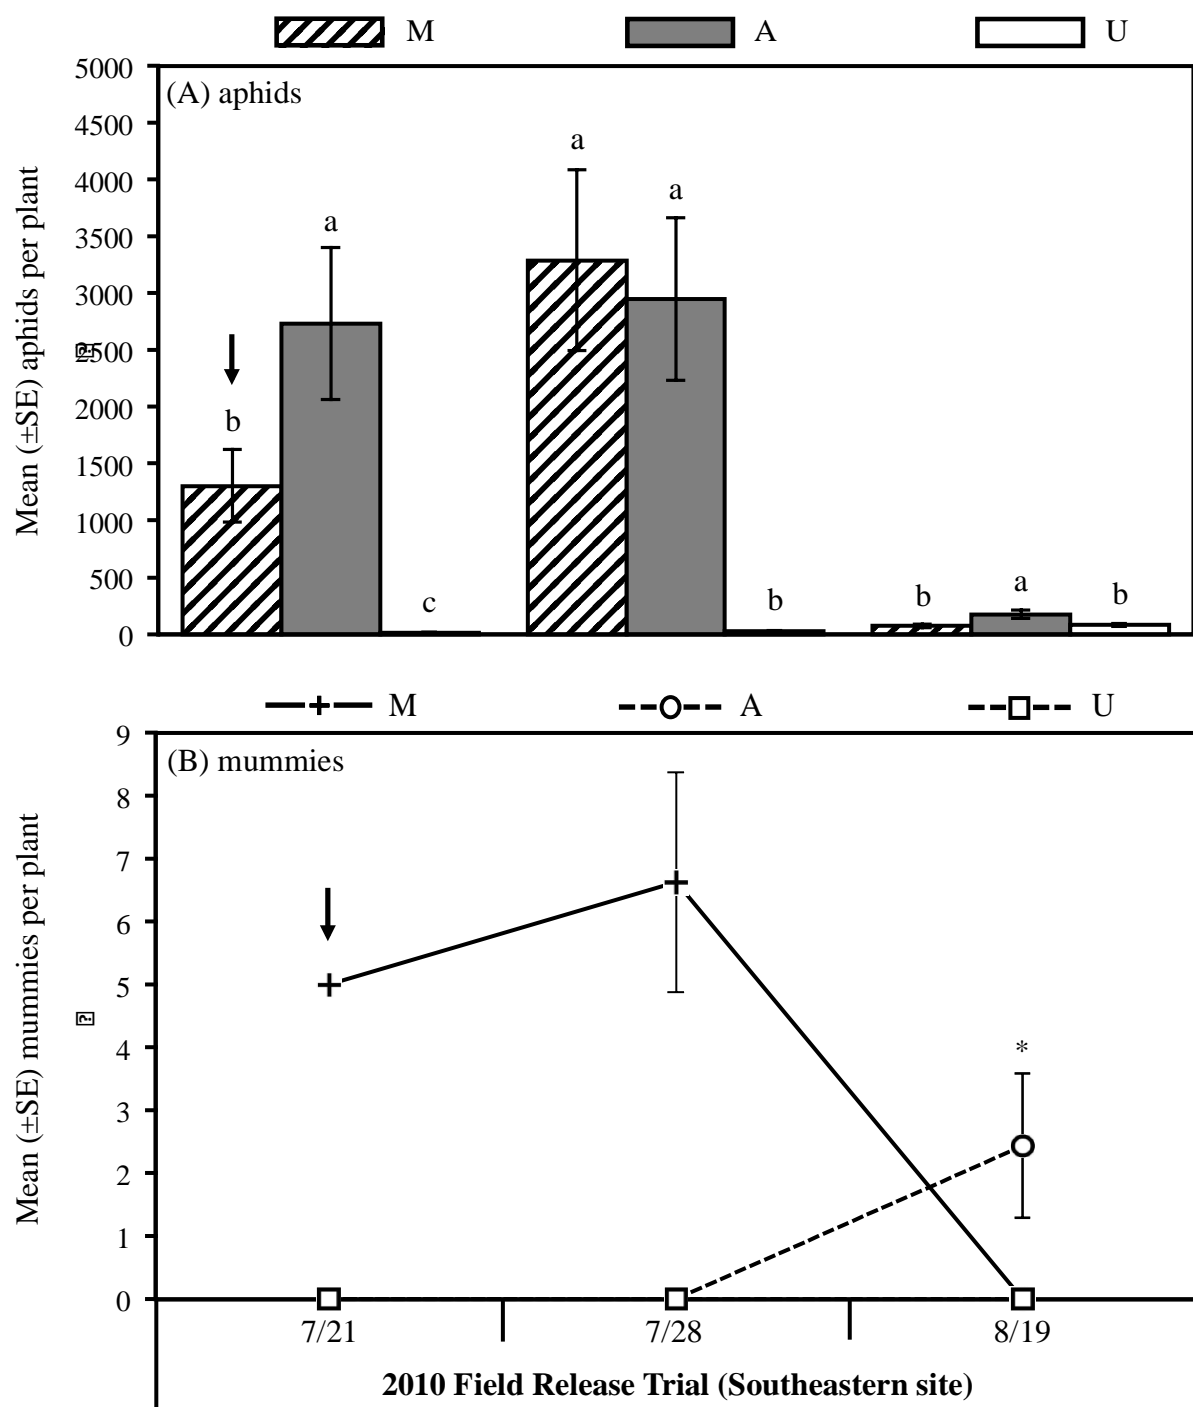 M A U
(A) aphids
Mean (±SE) aphids per plant
5000
4500
4000
3500
3000
2500
2000
1500
1000
500
0
b a c
a a b
b a b
M A U
(B) mummies
Mean (±SE) mummies per plant
9
8
7
6
5
4
3
2
1
0
*
7/21 7/28 8/19
2010 Field Release Trial (Southeastern site)